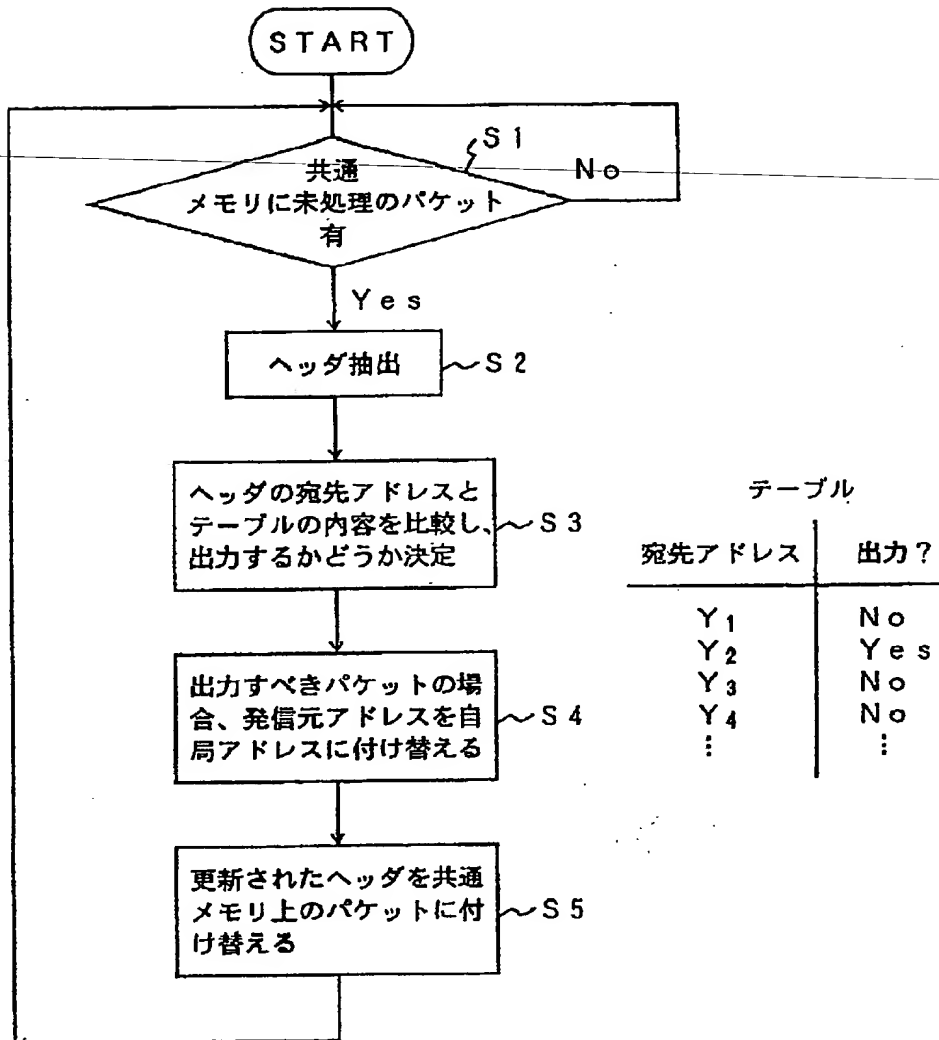 START
S1
No
共通
メモリに未処理のパケット
有
Yes
ヘッダ抽出
S2
ヘッダの宛先アドレスと
テーブルの内容を比較し、
出力するかどうか決定
S3
出力すべきパケットの場
合、発信元アドレスを自
局アドレスに付け替える
S4
更新されたヘッダを共通
メモリ上のパケットに付
け替える
S5
テーブル
宛先アドレス 出力?
Y1 No
Y2 Yes
Y3 No
Y4 No
⋮ ⋮